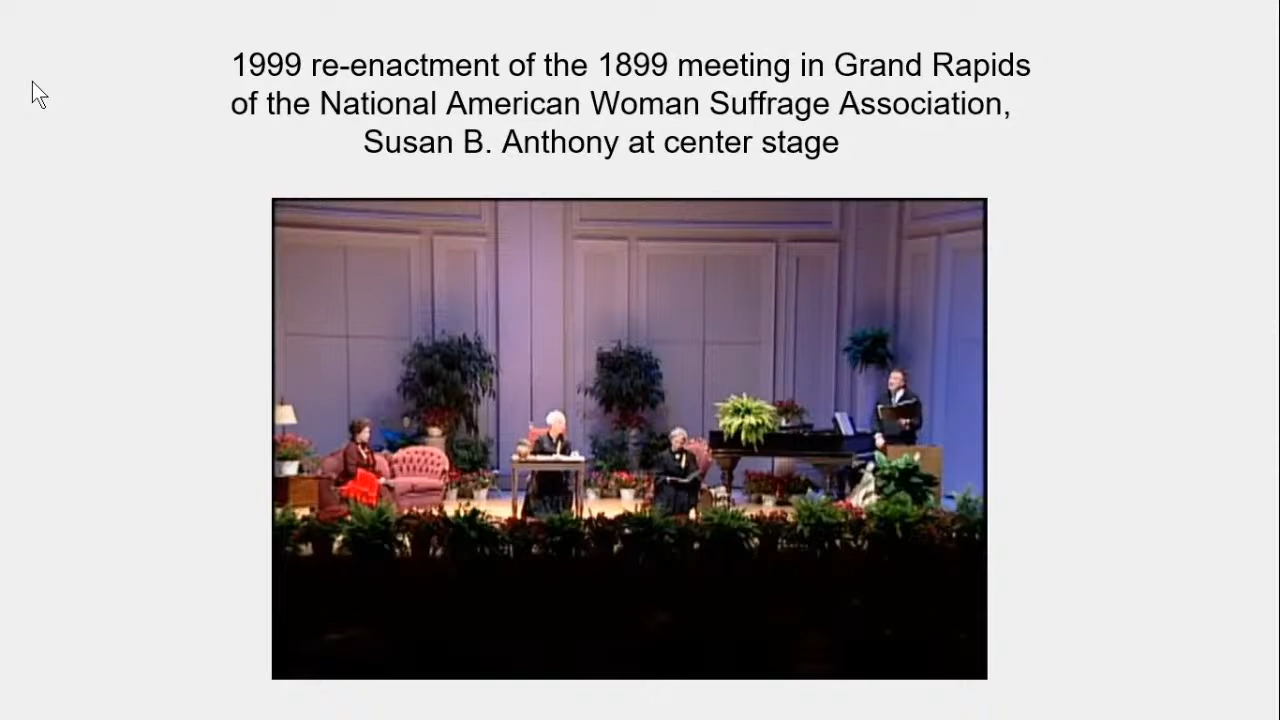 1999 re-enactment of the 1899 meeting in Grand Rapids
of the National American Woman Suffrage Association,
Susan B. Anthony at center stage